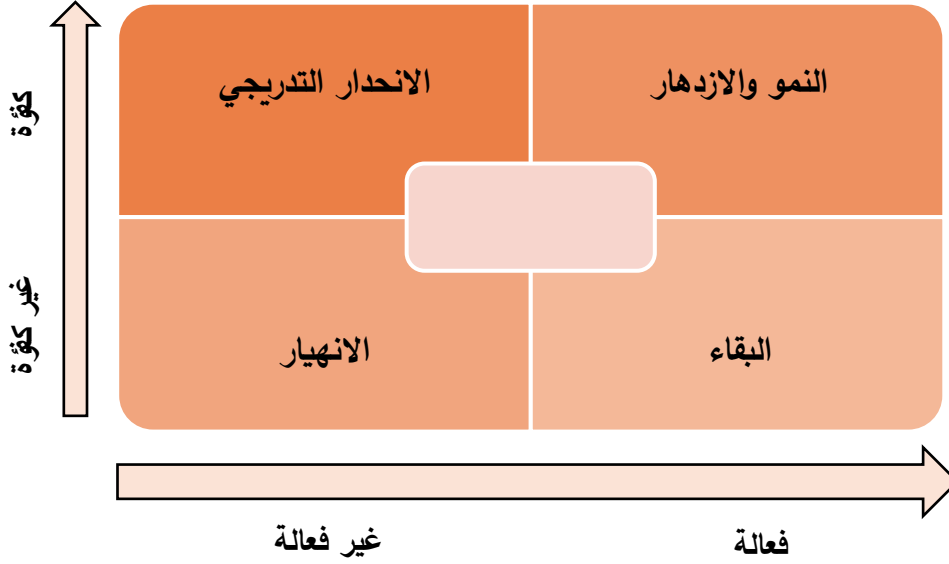 النمو والازدهار
الانحدار التدريجي
كفؤة
البقاء
الانهيار
غير كفؤة
فعالة
غير فعالة